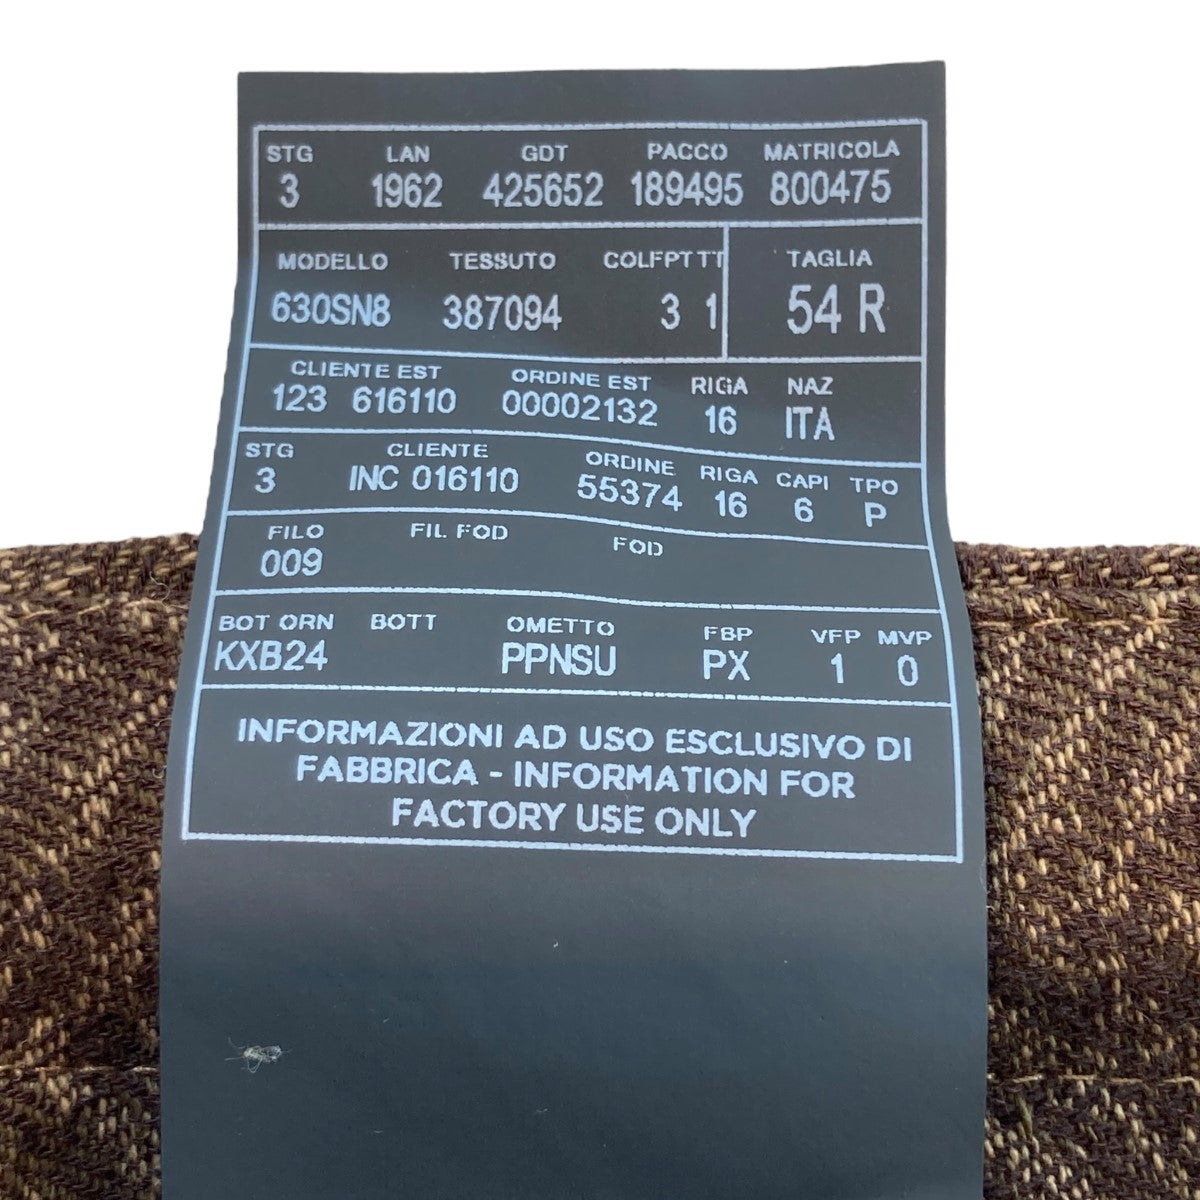 STG LAN GDT PACCO MATRICOLA
3 1962 425652 189495 800475
MODELLO TESSUTO COLFPTTT TAGLIA
630SN8 387094 3 1 54 R
CLIENTE EST ORDINE EST RIGA NAZ
123 616110 00002132 16 ITA
STG CLIENTE ORDINE RIGA CAPI TPO
3 INC 016110 55374 16 6 P
FILO FIL FOD FOD
009
BOT ORN BOTT OMETTO FBP VFP MVP
KXB24 PPNSU PX 1 0
INFORMAZIONI AD USO ESCLUSIVO DI
FABBRICA - INFORMATION FOR
FACTORY USE ONLY